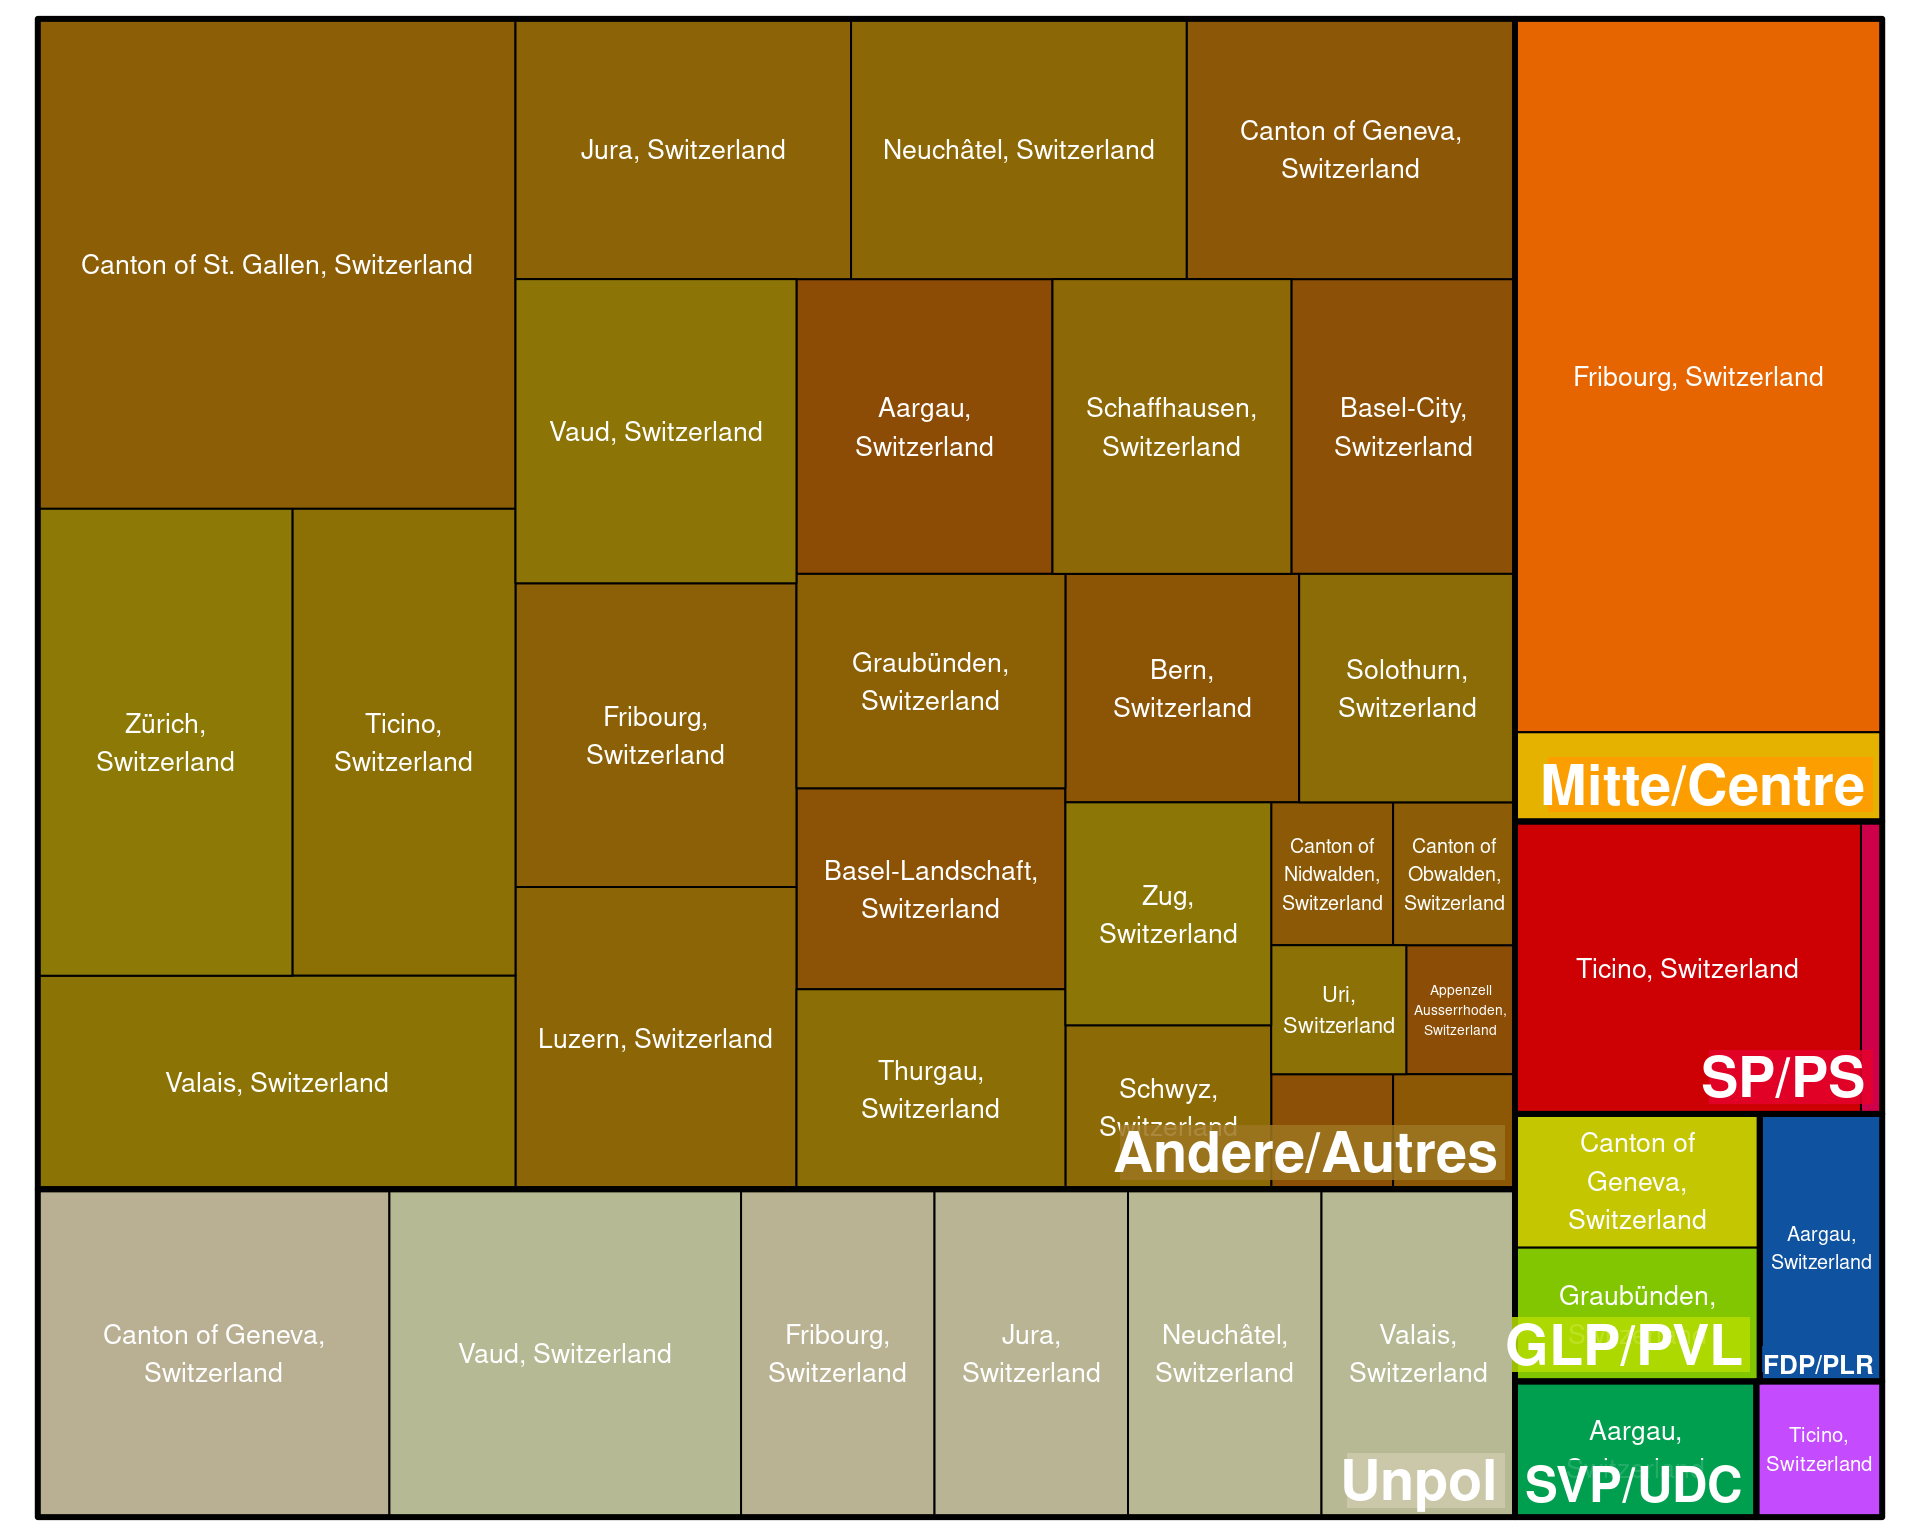 Canton of St. Gallen, Switzerland
Jura, Switzerland
Neuchâtel, Switzerland
Canton of Geneva,
Switzerland
Vaud, Switzerland
Aargau,
Switzerland
Schaffhausen,
Switzerland
Basel-City,
Switzerland
Zürich,
Switzerland
Ticino,
Switzerland
Fribourg,
Switzerland
Graubünden,
Switzerland
Bern,
Switzerland
Solothurn,
Switzerland
Basel-Landschaft,
Switzerland
Zug,
Switzerland
Canton of
Nidwalden,
Switzerland
Canton of
Obwalden,
Switzerland
Uri,
Switzerland
Appenzell
Ausserrhoden,
Switzerland
Valais, Switzerland
Luzern, Switzerland
Thurgau,
Switzerland
Schwyz,
Switzerland
Andere/Autres
Canton of Geneva,
Switzerland
Vaud, Switzerland
Fribourg,
Switzerland
Jura,
Switzerland
Neuchâtel,
Switzerland
Valais,
Switzerland
Unpol
Fribourg, Switzerland
Mitte/Centre
Ticino, Switzerland
SP/PS
Canton of
Geneva,
Switzerland
Graubünden,
GLP/PVL
Aargau,
Switzerland
FDP/PLR
Aargau,
Switzerland
SVP/UDC
Ticino,
Switzerland